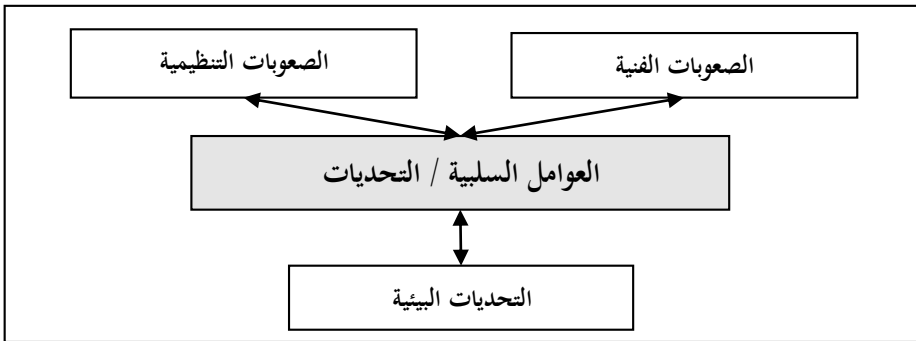 الصعوبات الفنية
الصعوبات التنظيمية
العوامل السلبية / التحديات
التحديات البيئية